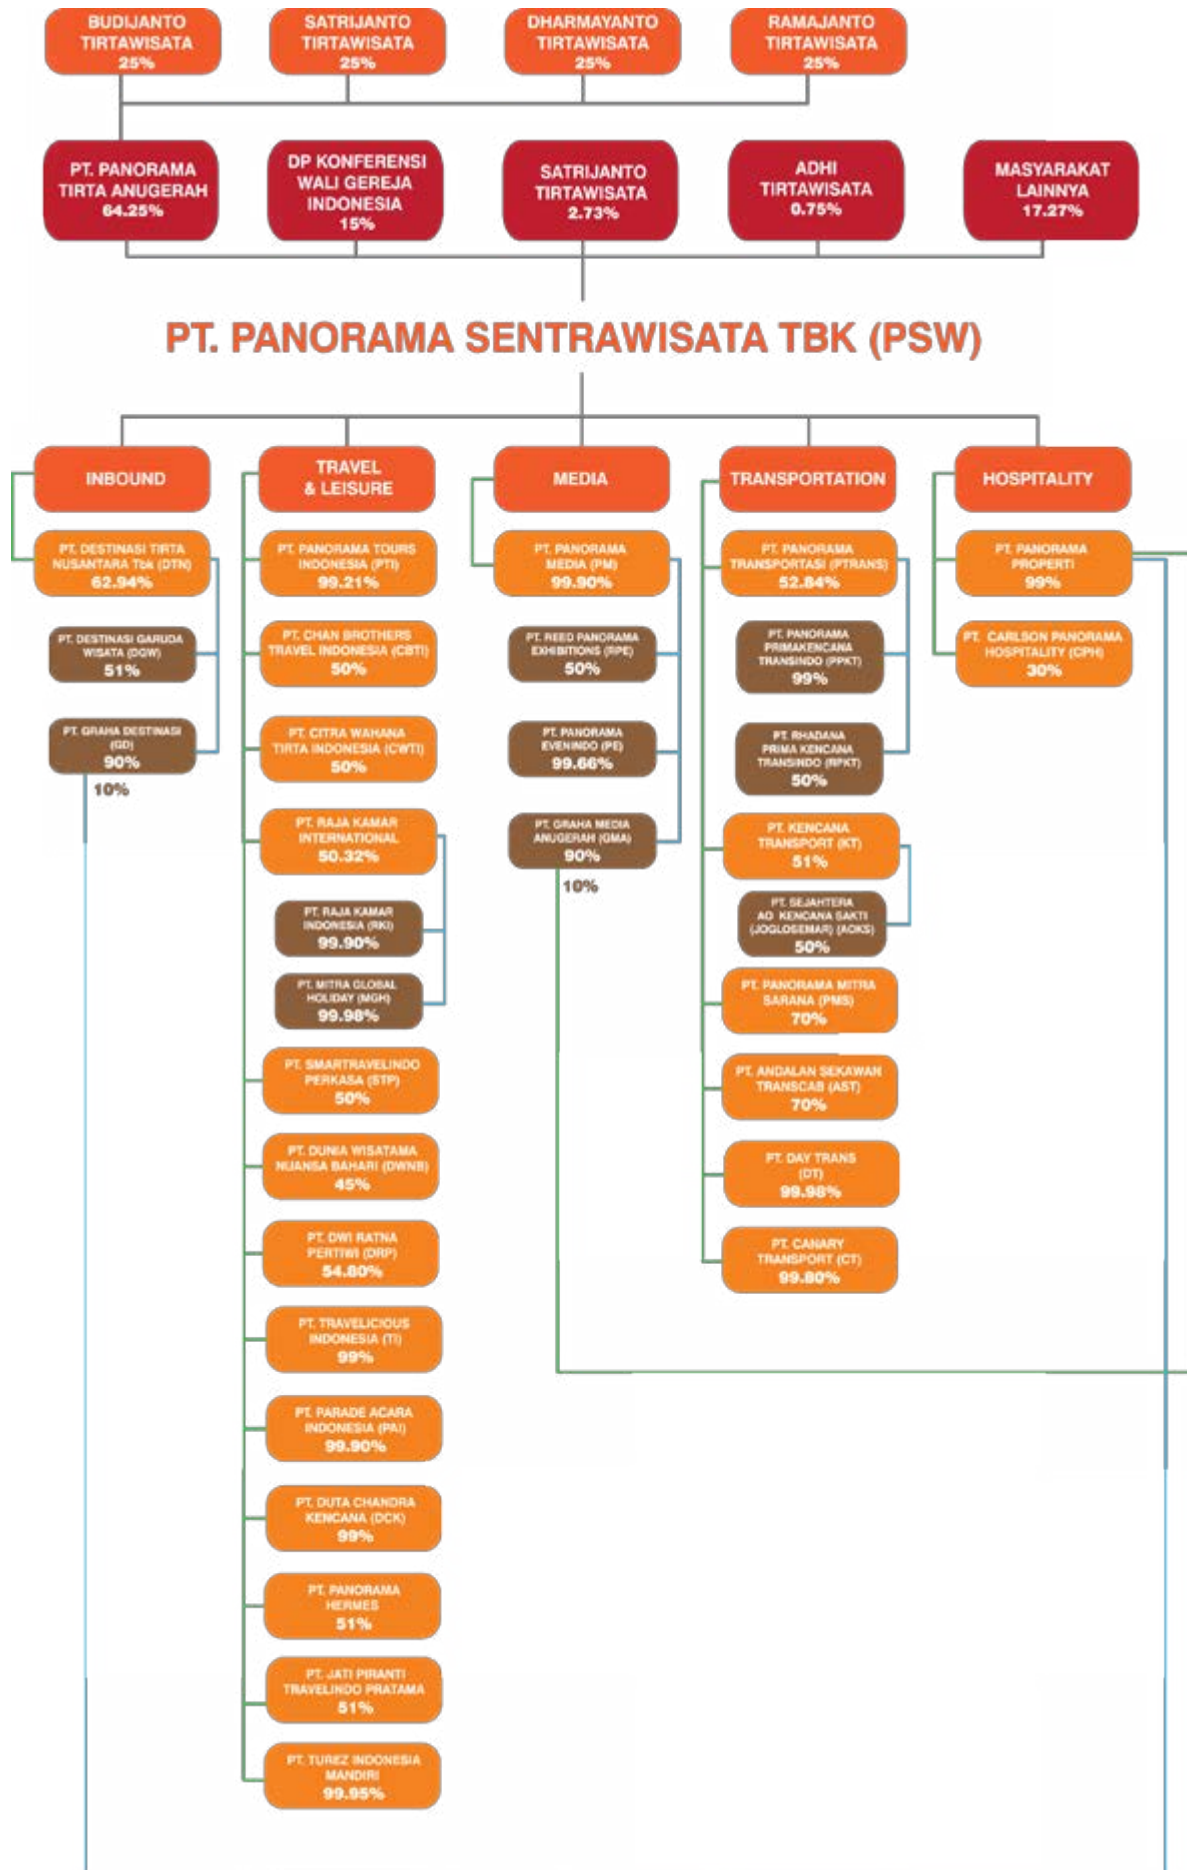 BUDIJANTO
TIRTAWISATA
25%
SATRIJANTO
TIRTAWISATA
25%
DHARMAYANTO
TIRTAWISATA
25%
RAMAJANTO
TIRTAWISATA
25%
PT. PANORAMA
TIRTA ANUGERAH
64.25%
DP KONFERENSI
WALI GEREJA
INDONESIA
15%
SATRIJANTO
TIRTAWISATA
2.73%
ADHI
TIRTAWISATA
0.75%
MASYARAKAT
LAINNYA
17.27%
PT. PANORAMA SENTRAWISATA TBK (PSW)
INBOUND
PT. DESTINASI TIRTA
NUSANTARA Tbk (DTN)
62.94%
PT. DESTINASI GARUDA
WISATA (DGW)
51%
PT. GRAHA DESTINASI
(GD)
90%
10%
TRAVEL
& LEISURE
PT. PANORAMA TOURS
INDONESIA (PTI)
99.21%
PT. CHAN BROTHERS
TRAVEL INDONESIA (CBTI)
50%
PT. CITRA WAHANA
TIRTA INDONESIA (CWTI)
50%
PT. RAJA KAMAR
INTERNATIONAL
50.32%
PT. RAJA KAMAR
INDONESIA (RKI)
99.90%
PT. MITRA GLOBAL
HOLIDAY (MGH)
99.98%
PT. SMARTRAVELINDO
PERKASA (STP)
50%
PT. DUNIA WISATAMA
NUANSA BAHARI (DWNB)
45%
PT. DWI RATNA
PERTIWI (DRP)
54.80%
PT. TRAVELICIOUS
INDONESIA (TI)
99%
PT. PARADE ACARA
INDONESIA (PAI)
99.90%
PT. DUTA CHANDRA
KENCANA (DCK)
99%
PT. PANORAMA
HERMES
51%
PT. JATI PIRANTI
TRAVELINDO PRATAMA
51%
PT. TUREZ INDONESIA
MANDIRI
99.95%
MEDIA
PT. PANORAMA
MEDIA (PM)
99.90%
PT. REED PANORAMA
EXHIBITIONS (RPE)
50%
PT. PANORAMA
EVENINDO (PE)
99.66%
PT. GRAHA MEDIA
ANUGERAH (GMA)
90%
10%
TRANSPORTATION
PT. PANORAMA
TRANSPORTASI (PTRANS)
52.84%
PT. PANORAMA
PRIMAKENCANA
TRANSINDO (PPKT)
99%
PT. RHADANA
PRIMA KENCANA
TRANSINDO (RPKT)
50%
PT. KENCANA
TRANSPORT (KT)
51%
PT. SEJAHTERA
AO KENCANA SAKTI
(JOGLOSEMAR) (AOKS)
50%
PT. PANORAMA MITRA
SARANA (PMS)
70%
PT. ANDALAN SEKAWAN
TRANSCAB (AST)
70%
PT. DAY TRANS
(DT)
99.98%
PT. CANARY
TRANSPORT (CT)
99.80%
HOSPITALITY
PT. PANORAMA
PROPERTI
99%
PT. CARLSON PANORAMA
HOSPITALITY (CPH)
30%